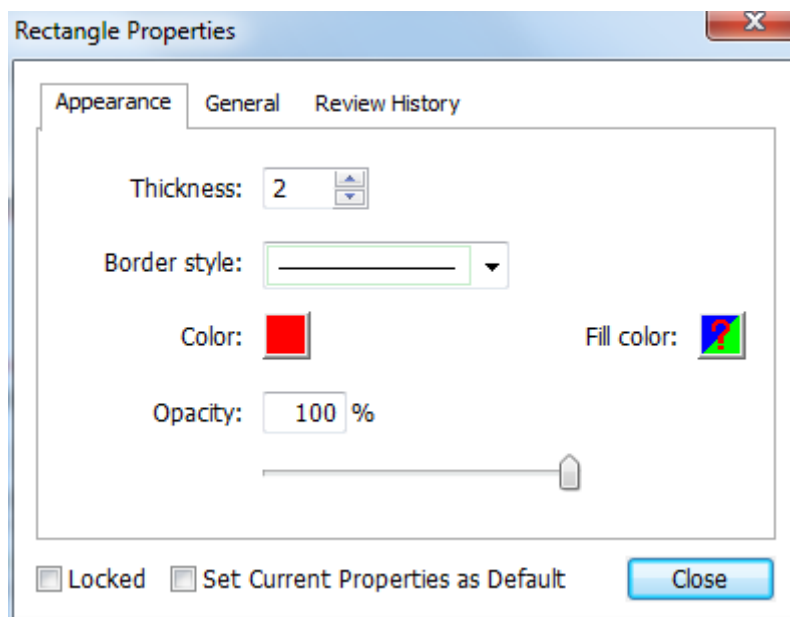 Rectangle Properties
X
Appearance General Review History
Thickness: 2
Border style:
Color: Fill color: ?
Opacity: 100 %
Locked Set Current Properties as Default Close